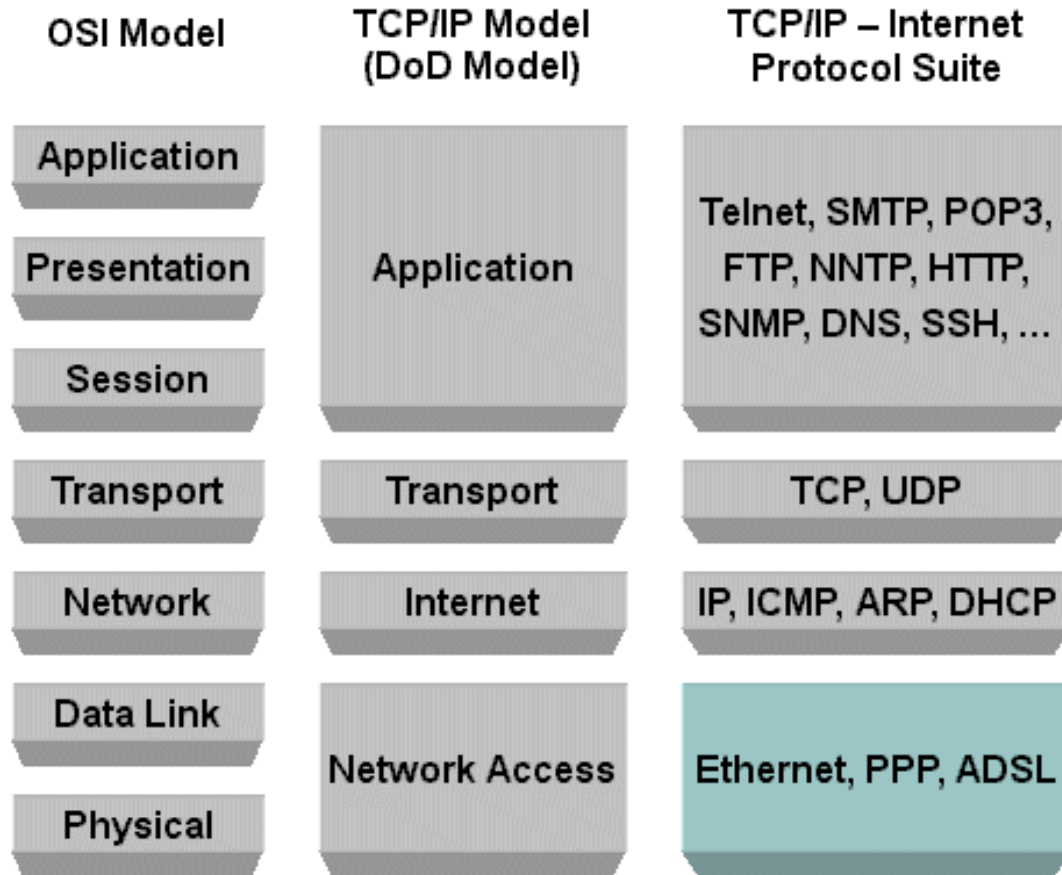 OSI Model
TCP/IP Model
(DoD Model)
TCP/IP – Internet
Protocol Suite
Application
Presentation
Session
Transport
Network
Data Link
Physical
Application
Transport
Internet
Network Access
Telnet, SMTP, POP3,
FTP, NNTP, HTTP,
SNMP, DNS, SSH, ...
TCP, UDP
IP, ICMP, ARP, DHCP
Ethernet, PPP, ADSL